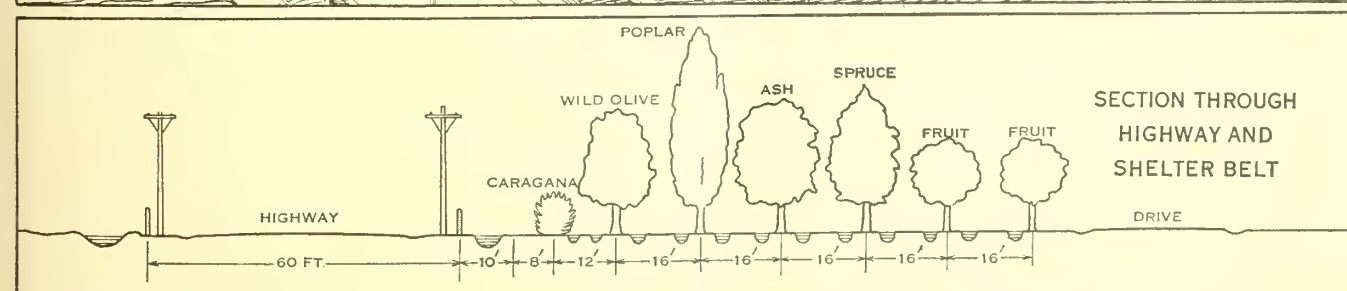 POPLAR
SPRUCE
ASH
WILD OLIVE
SECTION THROUGH
HIGHWAY AND
SHELTER BELT
FRUIT
FRUIT
CARAGANA
HIGHWAY
DRIVE
60 FT. 10' 8' 12' 16' 16' 16' 16' 16'